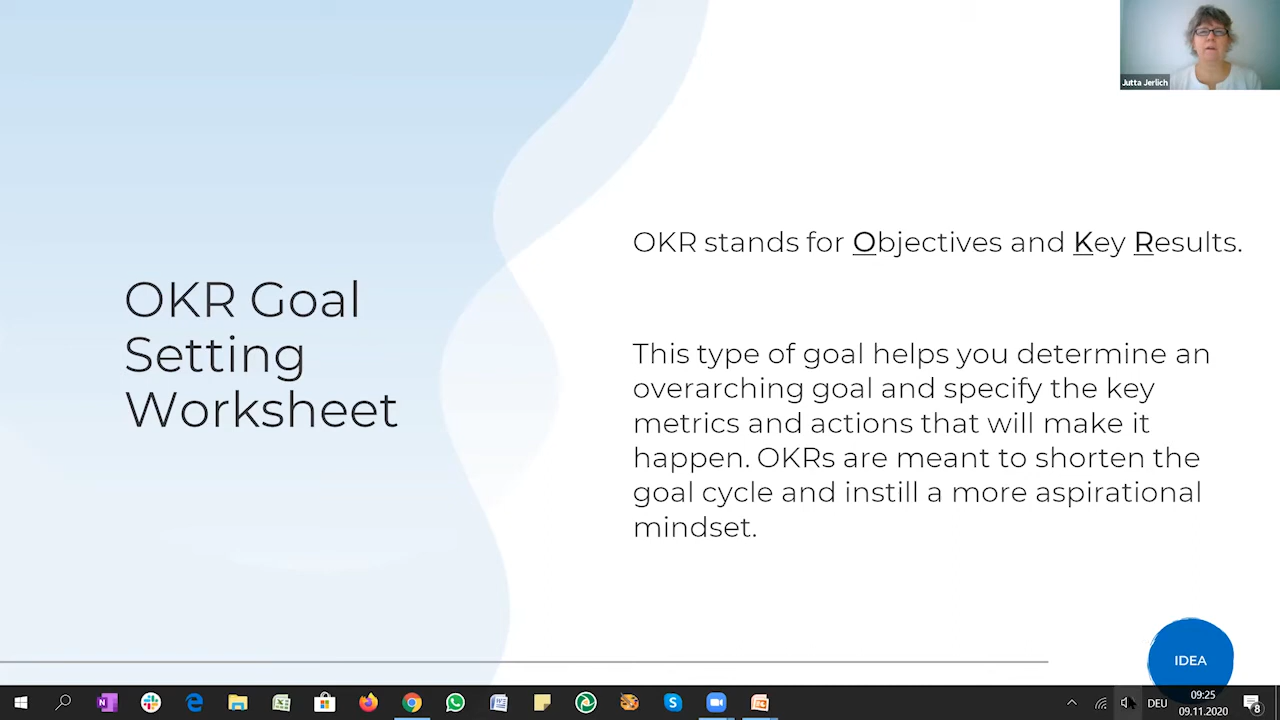 Jutta Jerlich
OKR Goal
Setting
Worksheet
OKR stands for Objectives and Key Results.
This type of goal helps you determine an
overarching goal and specify the key
metrics and actions that will make it
happen. OKRs are meant to shorten the
goal cycle and instill a more aspirational
mindset.
IDEA
DEU
09:25
09.11.2020
8